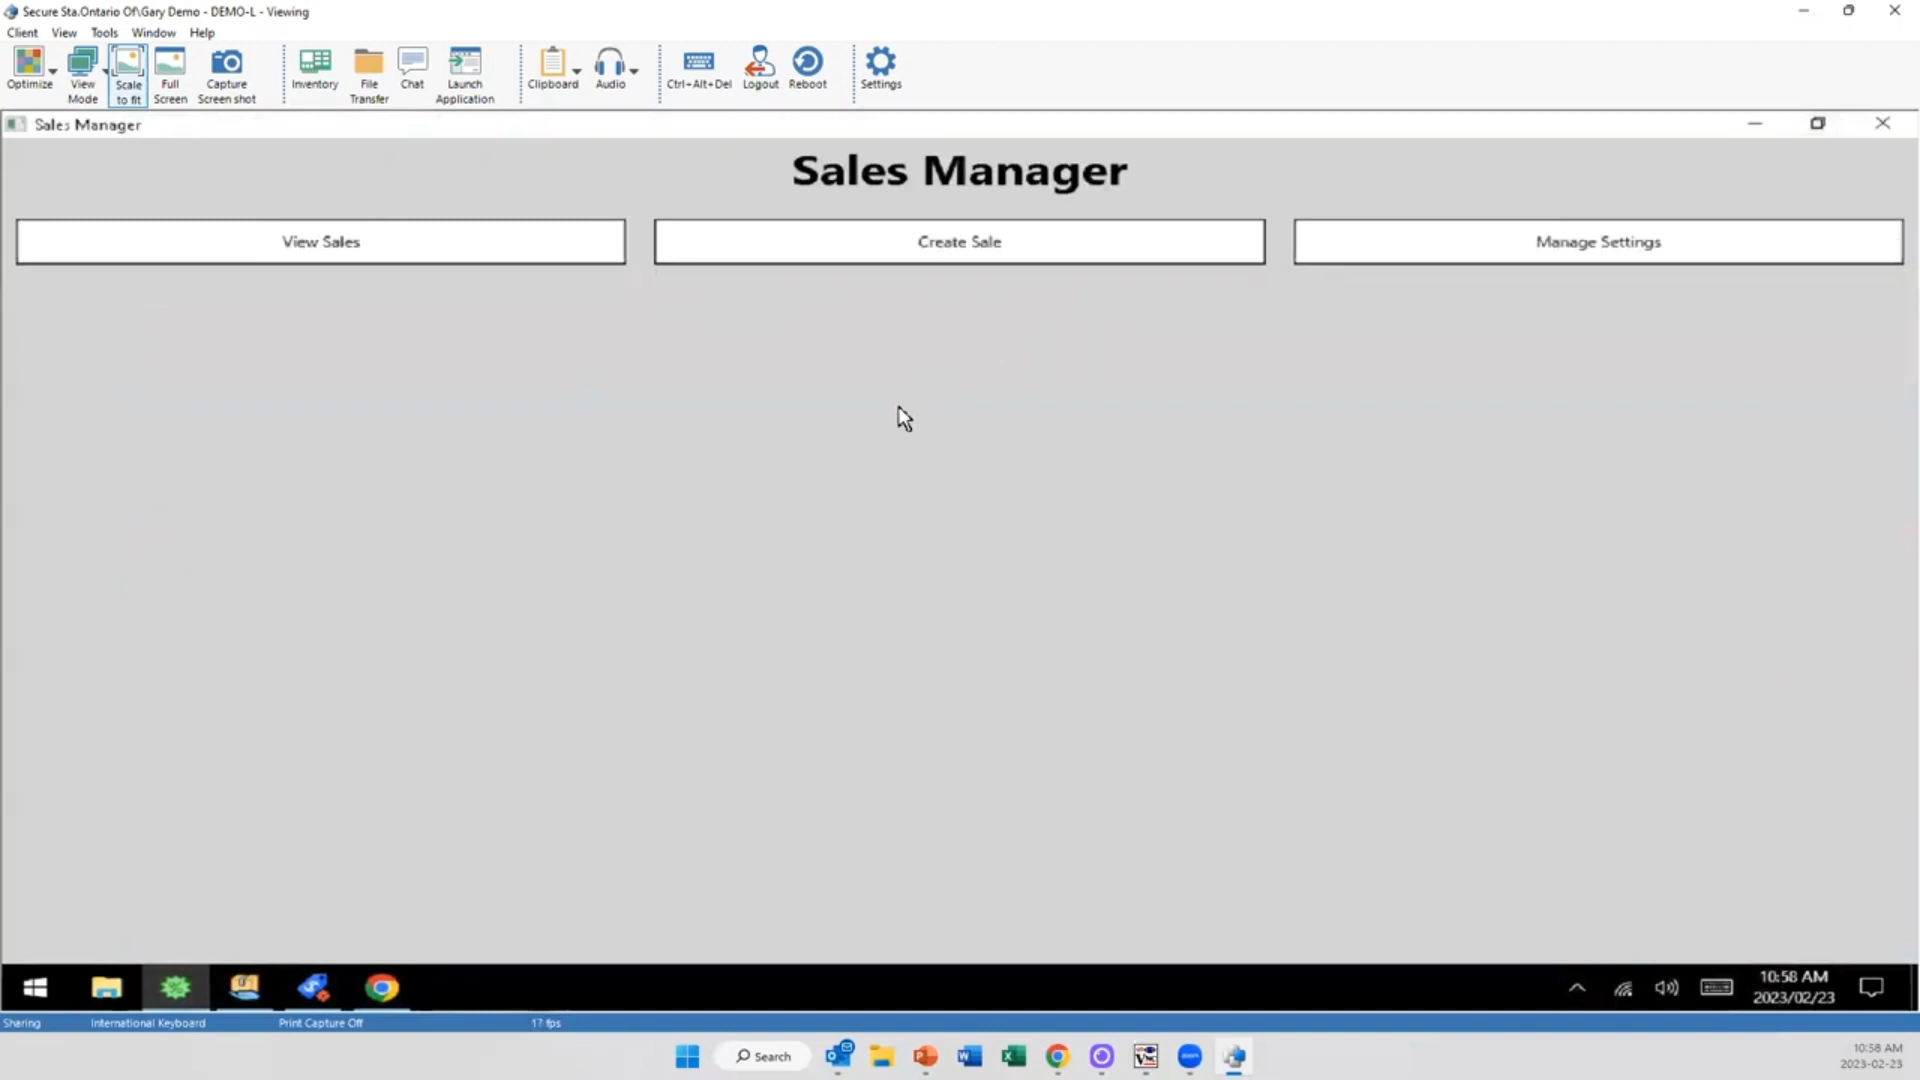 Secure Sta.Ontario Of\Gary Demo - DEMO-L - Viewing
Client View Tools Window Help
Optimize
View Mode
Scale to fit
Full Screen
Capture Screen shot
Inventory
File Transfer
Chat
Launch Application
Clipboard
Audio
Ctrl+Alt+Del
Logout
Reboot
Settings
Sales Manager
Sales Manager
View Sales
Create Sale
Manage Settings
10:58 AM
2023/02/23
Sharing International Keyboard Print Capture Off 17 fps
Search
10:58 AM
2023-02-23